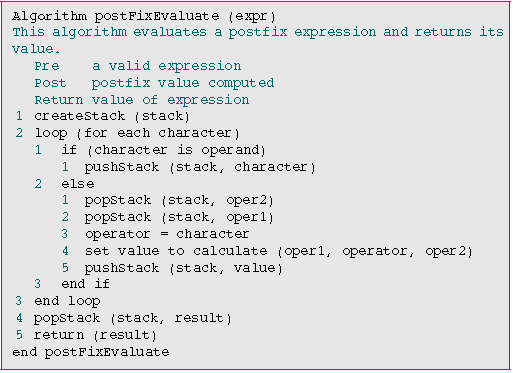 Algorithm postFixEvaluate (expr)
This algorithm evaluates a postfix expression and returns its
value.
Pre a valid expression
Post postfix value computed
Return value of expression
1 createStack (stack)
2 loop (for each character)
1 if (character is operand)
1 pushStack (stack, character)
2 else
1 popStack (stack, oper2)
2 popStack (stack, oper1)
3 operator = character
4 set value to calculate (oper1, operator, oper2)
5 pushStack (stack, value)
3 end if
3 end loop
4 popStack (stack, result)
5 return (result)
end postFixEvaluate